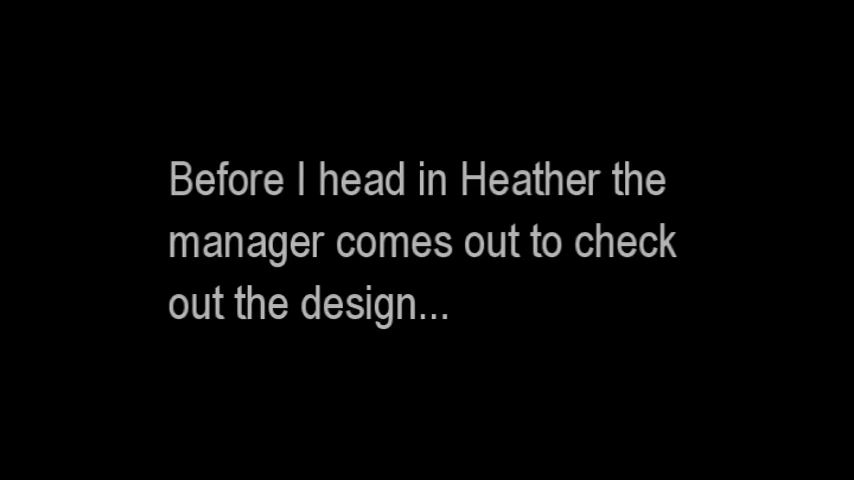 Before I head in Heather the
manager comes out to check
out the design...